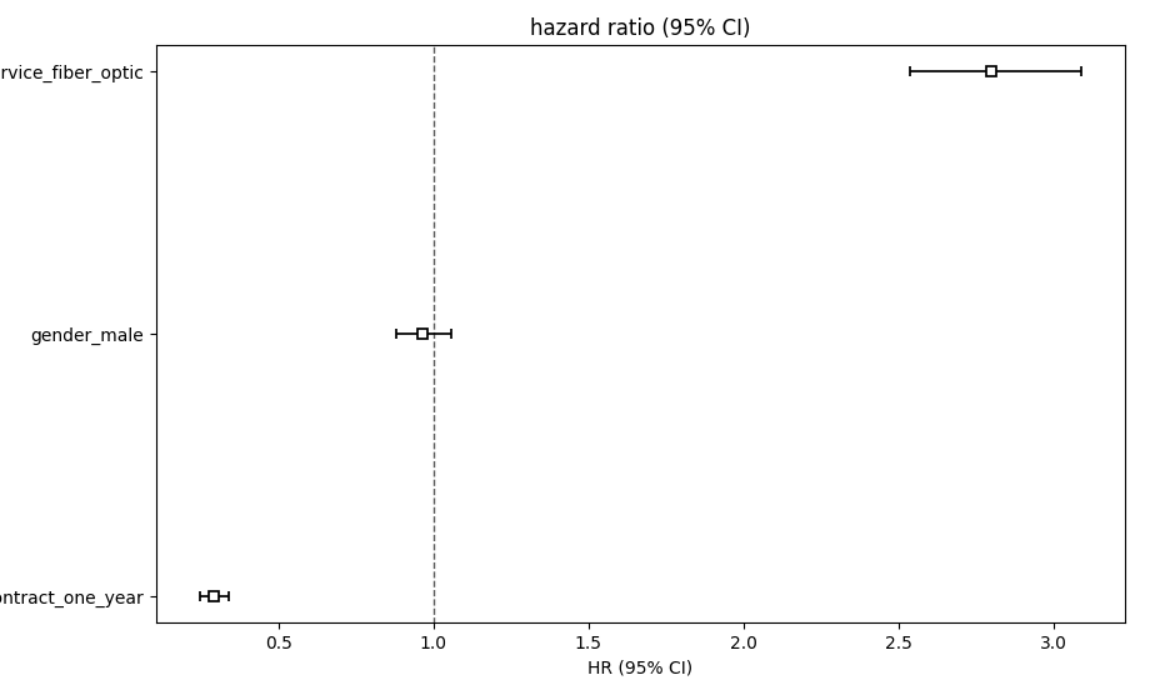 hazard ratio (95% CI)
rvice_fiber_optic
gender_male
ontract_one_year
0.5 1.0 1.5 2.0 2.5 3.0
HR (95% CI)